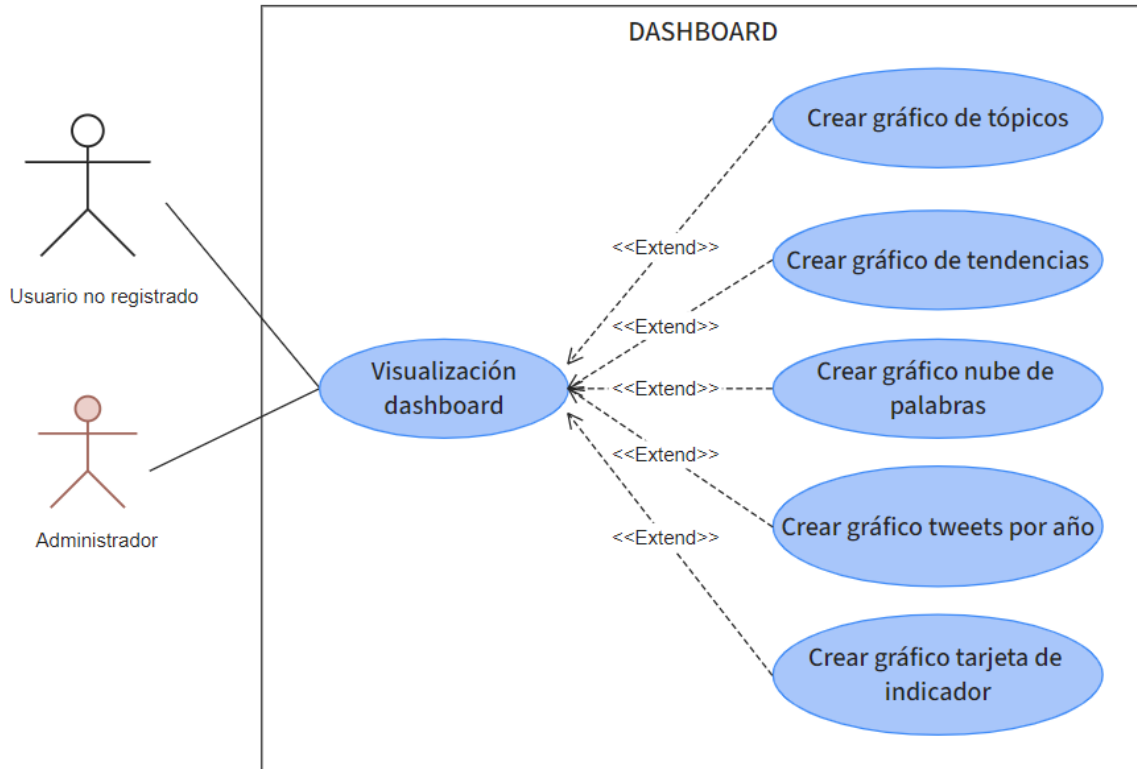 DASHBOARD
Crear gráfico de tópicos
<<Extend>>
Crear gráfico de tendencias
Usuario no registrado
<<Extend>>
Visualización
dashboard
<<Extend>>
Crear gráfico nube de
palabras
<<Extend>>
Crear gráfico tweets por año
Administrador
<<Extend>>
Crear gráfico tarjeta de
indicador